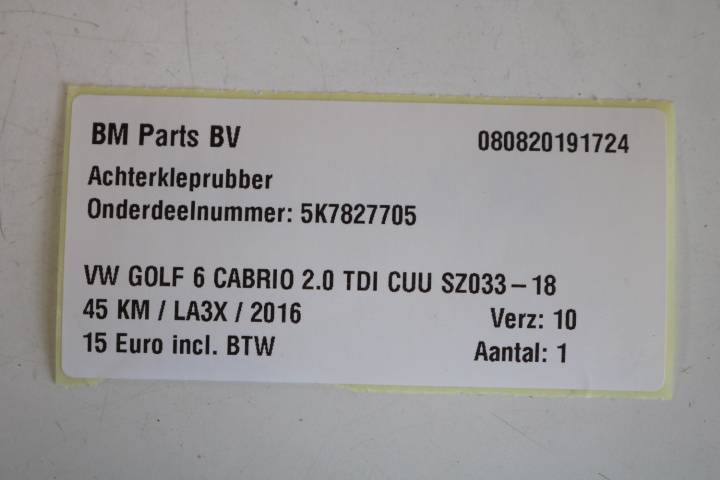 BM Parts BV 080820191724
Achterkleprubber
Onderdeelnummer: 5K7827705
VW GOLF 6 CABRIO 2.0 TDI CUU SZ033-18
45 KM / LA3X / 2016 Verz: 10
15 Euro incl. BTW Aantal: 1